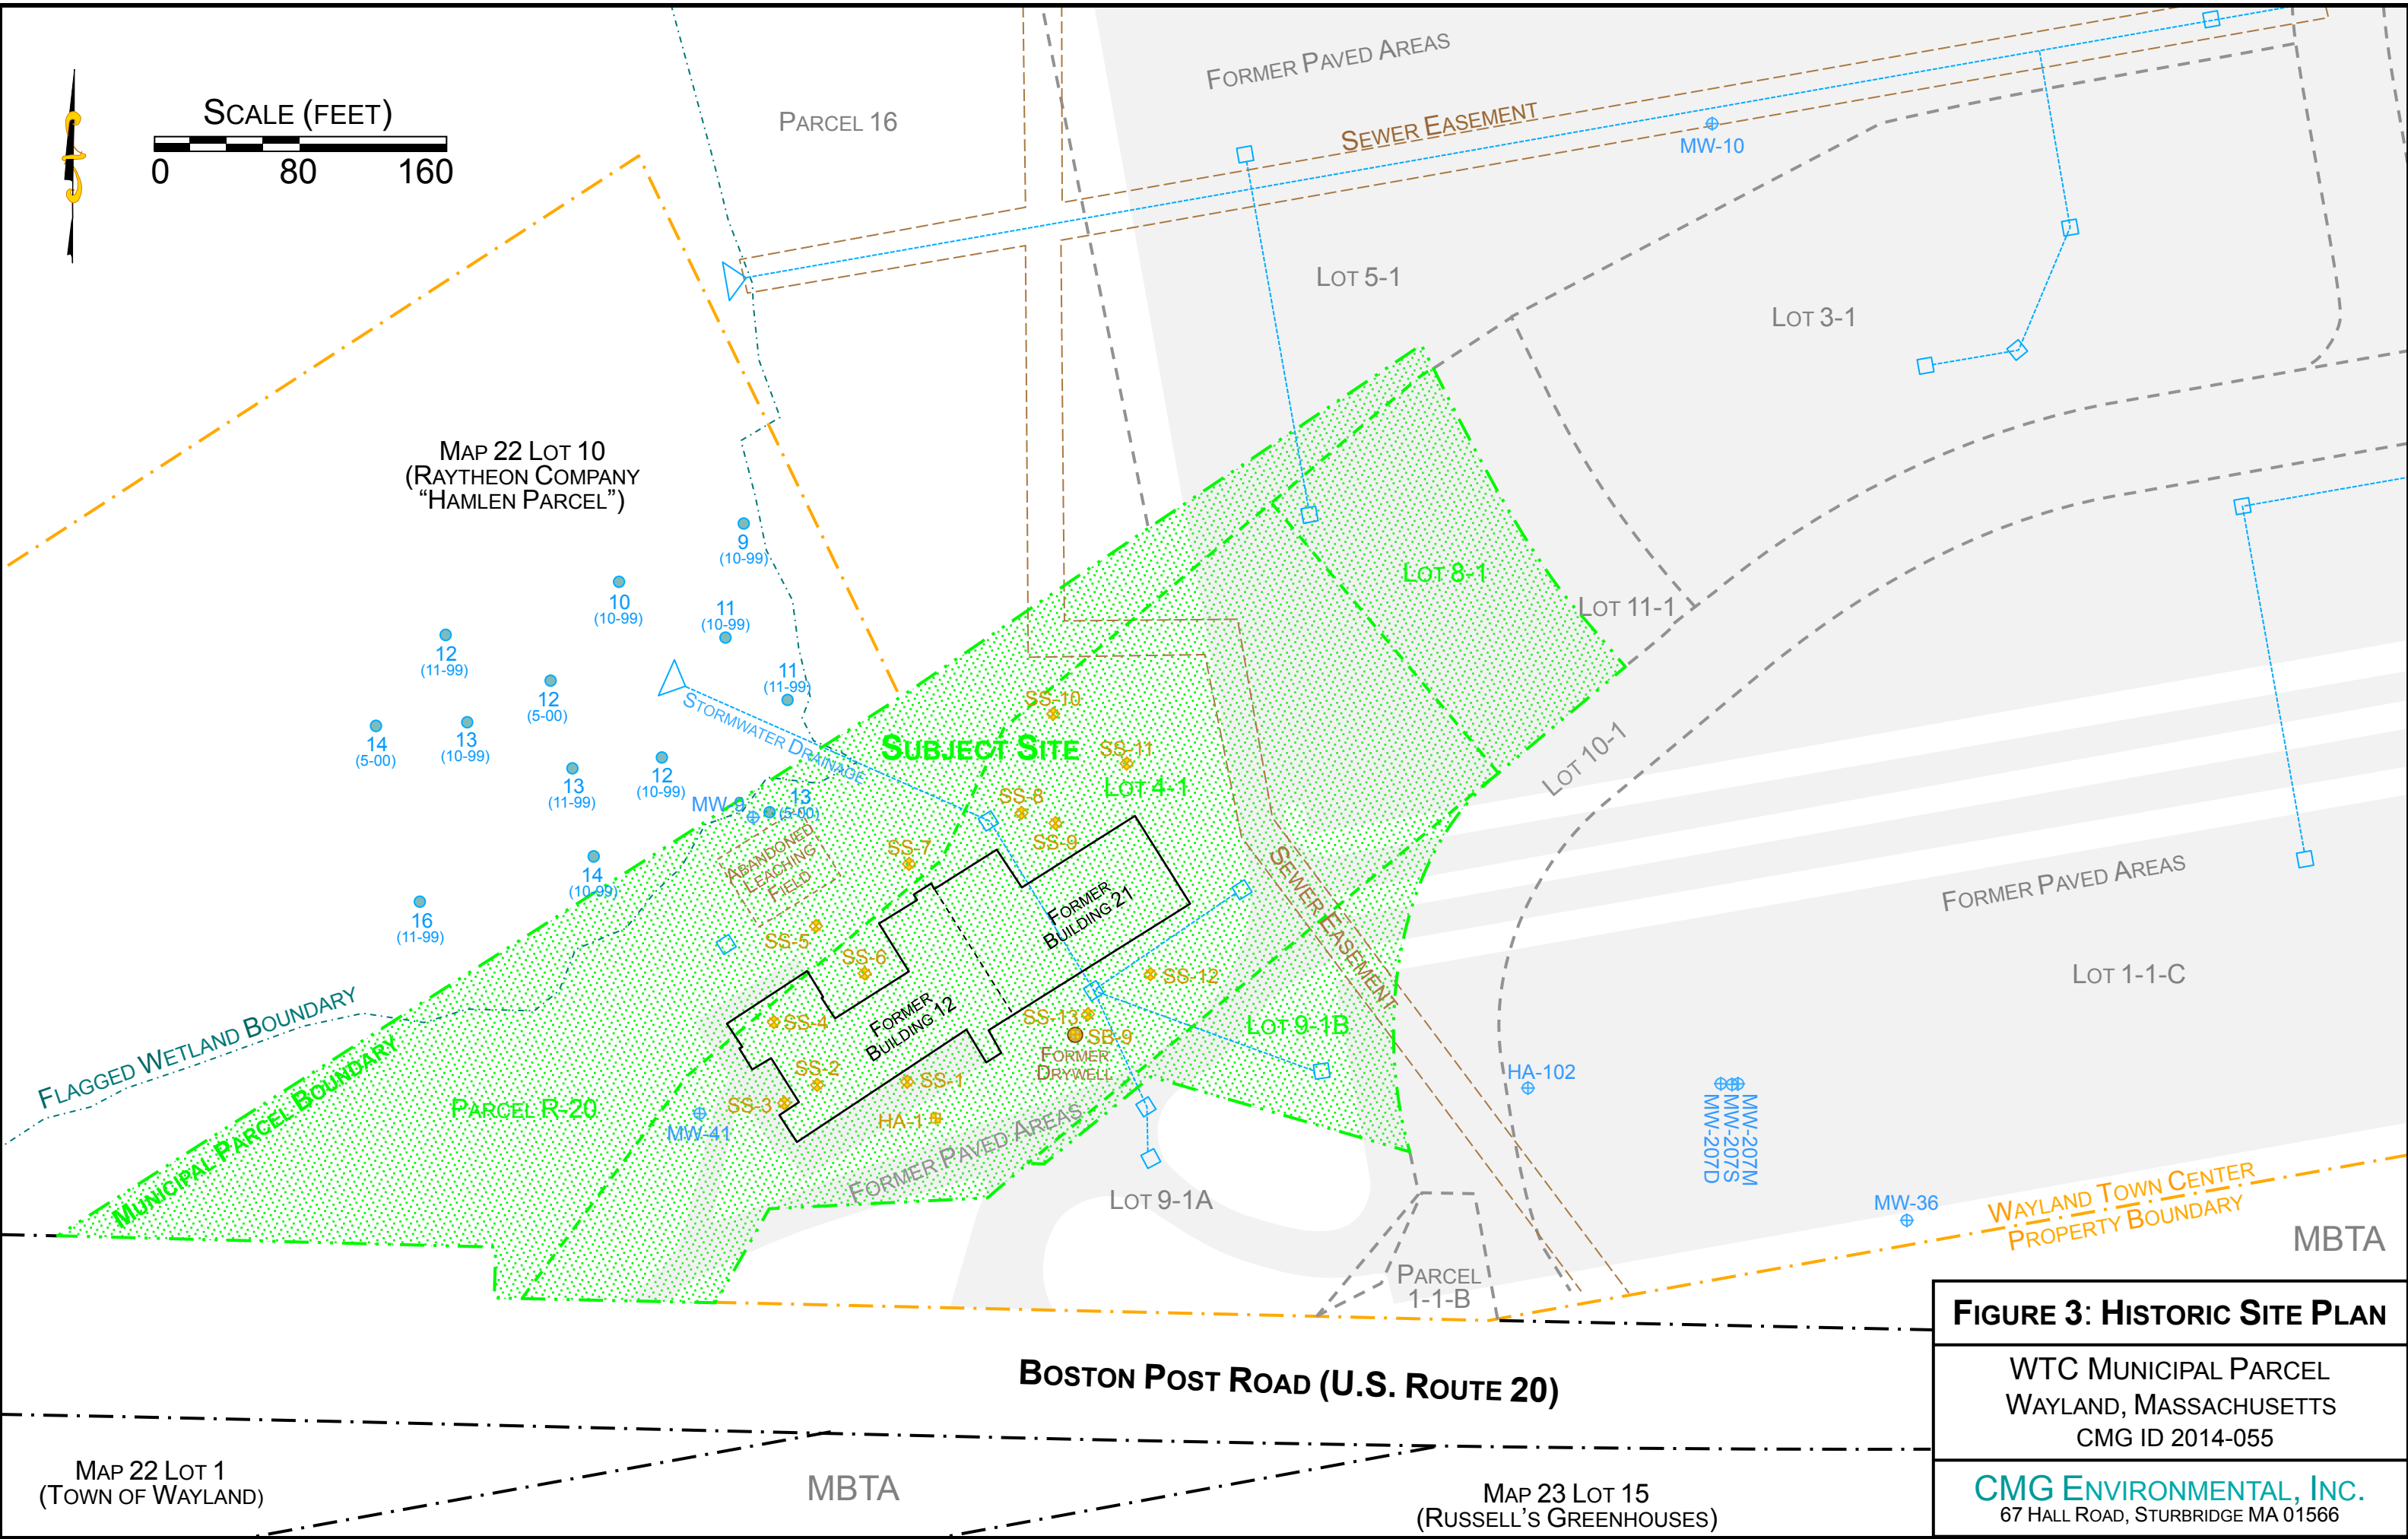 SCALE (FEET)
0 80 160
PARCEL 16
FORMER PAVED AREAS
SEWER EASEMENT
MW-10
LOT 5-1
LOT 3-1
MAP 22 LOT 10
(RAYTHEON COMPANY
“HAMLEN PARCEL”)
9
(10-99)
10
(10-99)
11
(10-99)
12
(11-99)
11
(11-99)
12
(5-00)
14
(5-00)
13
(10-99)
13
(11-99)
12
(10-99)
MW-9
13
(5-00)
14
(10-99)
16
(11-99)
STORMWATER DRAINAGE
LOT 8-1
LOT 11-1
LOT 10-1
SUBJECT SITE
LOT 4-1
SS-10
SS-11
SS-8
SS-9
SS-7
ABANDONED
LEACHING
FIELD
SS-5
SS-6
FORMER
BUILDING 21
FORMER
BUILDING 12
SEWER EASEMENT
SS-12
SS-13
SB-9
FORMER
DRYWELL
SS-4
SS-2
SS-1
SS-3
HA-1
MW-41
LOT 9-1B
FORMER PAVED AREAS
FORMER PAVED AREAS
LOT 1-1-C
FLAGGED WETLAND BOUNDARY
MUNICIPAL PARCEL BOUNDARY
PARCEL R-20
HA-102
MW-207D
MW-207S
MW-207M
MW-36
LOT 9-1A
PARCEL
1-1-B
WAYLAND TOWN CENTER
PROPERTY BOUNDARY
MBTA
BOSTON POST ROAD (U.S. ROUTE 20)
MAP 22 LOT 1
(TOWN OF WAYLAND)
MBTA
MAP 23 LOT 15
(RUSSELL’S GREENHOUSES)
FIGURE 3: HISTORIC SITE PLAN
WTC MUNICIPAL PARCEL
WAYLAND, MASSACHUSETTS
CMG ID 2014-055
CMG ENVIRONMENTAL, INC.
67 HALL ROAD, STURBRIDGE MA 01566